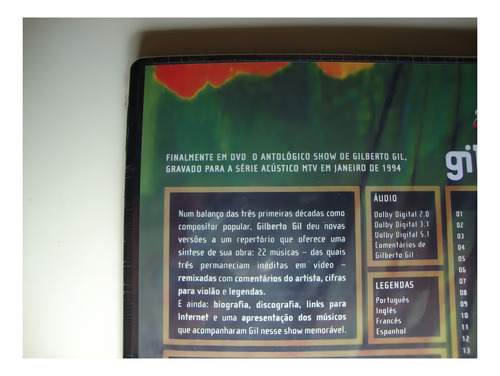 FINALMENTE EM DVD O ANTOLÓGICO SHOW DE GILBERTO GIL,
GRAVADO PARA A SÉRIE ACÚSTICO MTV EM JANEIRO DE 1994
gil
Num balanço das três primeiras décadas como
compositor popular, Gilberto Gil deu novas
versões a um repertório que oferece uma
síntese de sua obra: 22 músicas – das quais
três permaneciam inéditas em vídeo –
remixadas com comentários do artista, cifras
para violão e legendas.
E ainda: biografia, discografia, links para
Internet e uma apresentação dos músicos
que acompanharam Gil nesse show memorável.
ÁUDIO
Dolby Digital 2.0
Dolby Digital 3.1
Dolby Digital 5.1
Comentários de
Gilberto Gil
LEGENDAS
Português
Inglês
Francês
Espanhol
01
02
03
04
05
06
07
08
09
10
11
12
13